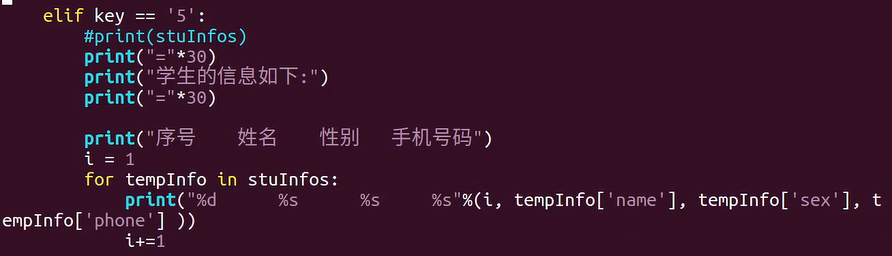 elif key == '5':
#print(stuInfos)
print("="*30)
print("学生的信息如下:")
print("="*30)
print("序号    姓名    性别   手机号码")
i = 1
for tempInfo in stuInfos:
print("%d      %s      %s     %s"%(i, tempInfo['name'], tempInfo['sex'], t
empInfo['phone'] ))
i+=1